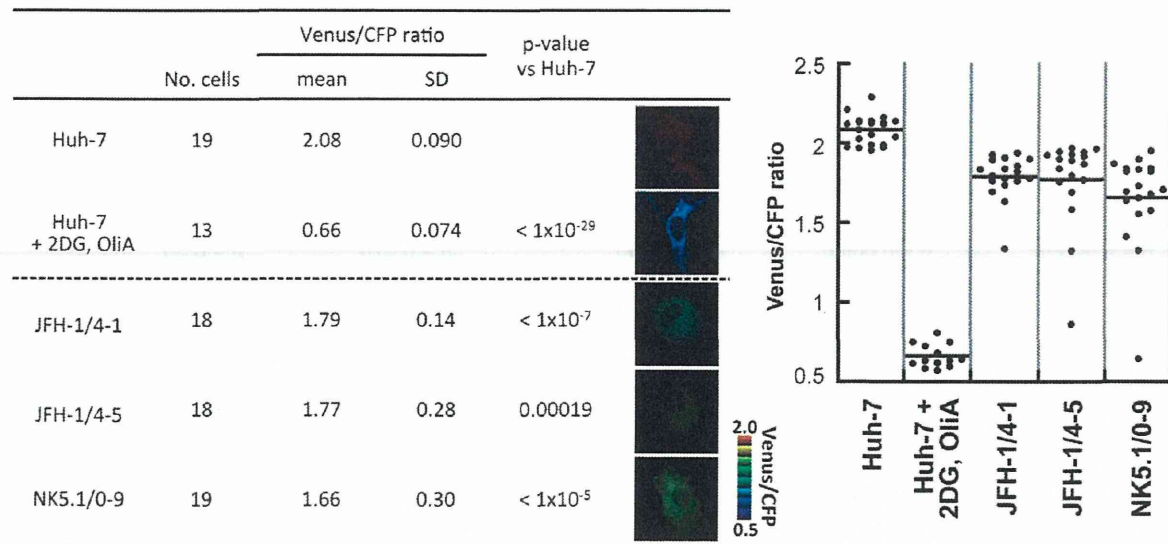 Venus/CFP ratio
p-value
vs Huh-7
No. cells mean SD
Huh-7 19 2.08 0.090
Huh-7
+ 2DG, OliA 13 0.66 0.074 < 1x10⁻²⁹
JFH-1/4-1 18 1.79 0.14 < 1x10⁻⁷
JFH-1/4-5 18 1.77 0.28 0.00019
NK5.1/0-9 19 1.66 0.30 < 1x10⁻⁵
2.0
Venus/CFP
0.5
Venus/CFP ratio
2.5
2
1.5
1
0.5
Huh-7
Huh-7 +
2DG, OliA
JFH-1/4-1
JFH-1/4-5
NK5.1/0-9